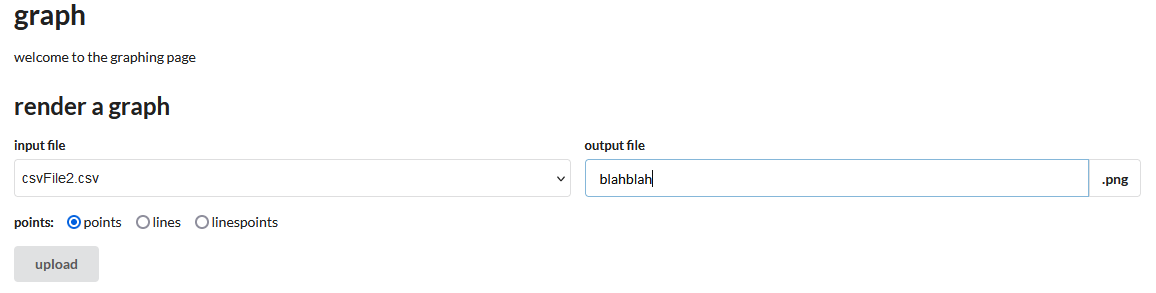 graph
welcome to the graphing page
render a graph
input file output file
csvFile2.csv blahblah .png
points: points lines linespoints
upload